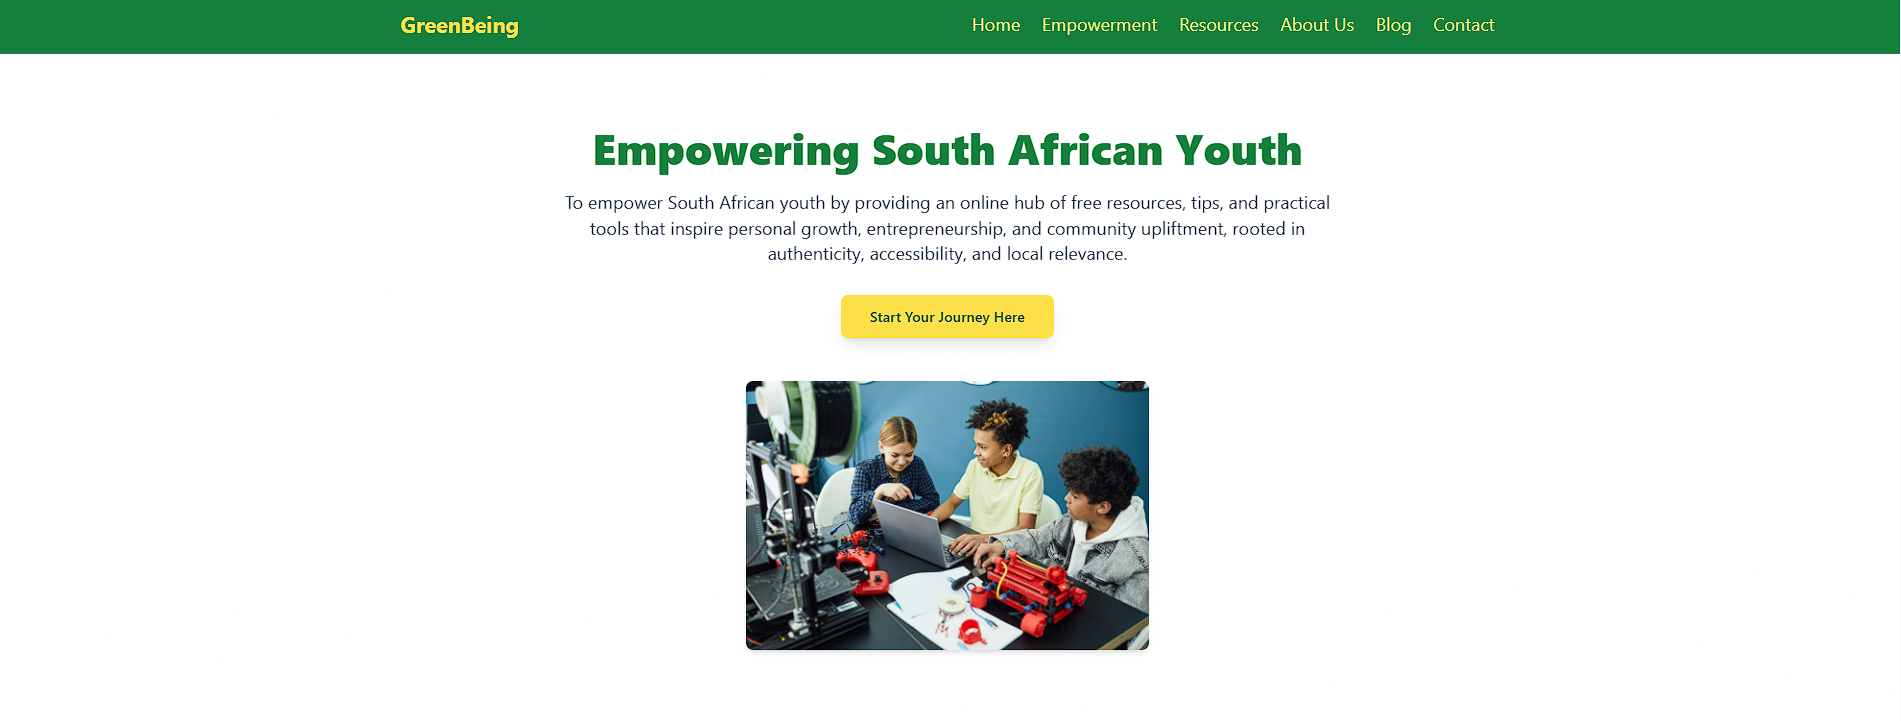 GreenBeing
Home Empowerment Resources About Us Blog Contact
Empowering South African Youth
To empower South African youth by providing an online hub of free resources, tips, and practical
tools that inspire personal growth, entrepreneurship, and community upliftment, rooted in
authenticity, accessibility, and local relevance.
Start Your Journey Here